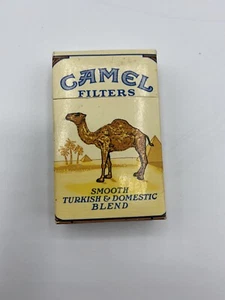 CAMEL
FILTERS
SMOOTH
TURKISH & DOMESTIC
BLEND